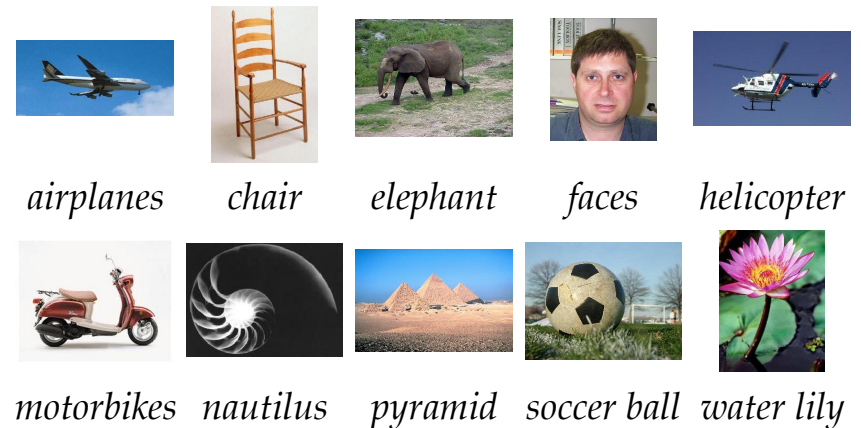 airplanes chair elephant faces helicopter
motorbikes nautilus pyramid soccer ball water lily